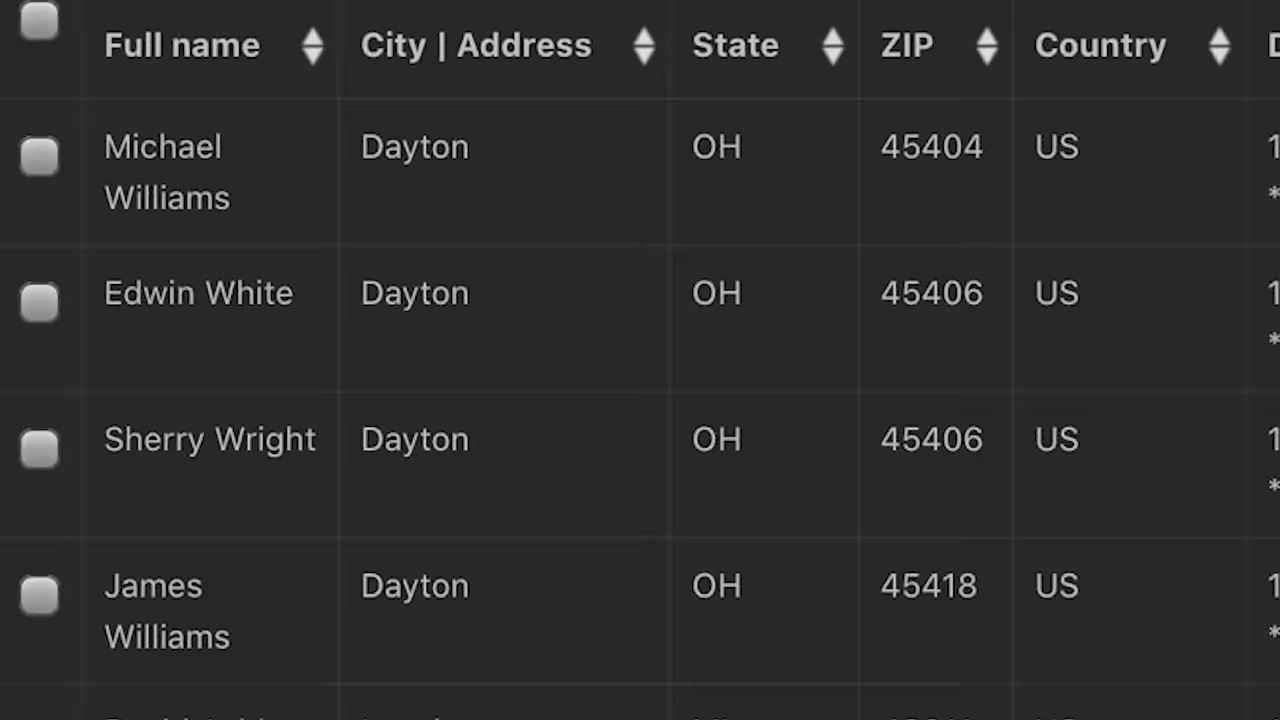 Full name City | Address State ZIP Country
Michael Williams Dayton OH 45404 US
Edwin White Dayton OH 45406 US
Sherry Wright Dayton OH 45406 US
James Williams Dayton OH 45418 US